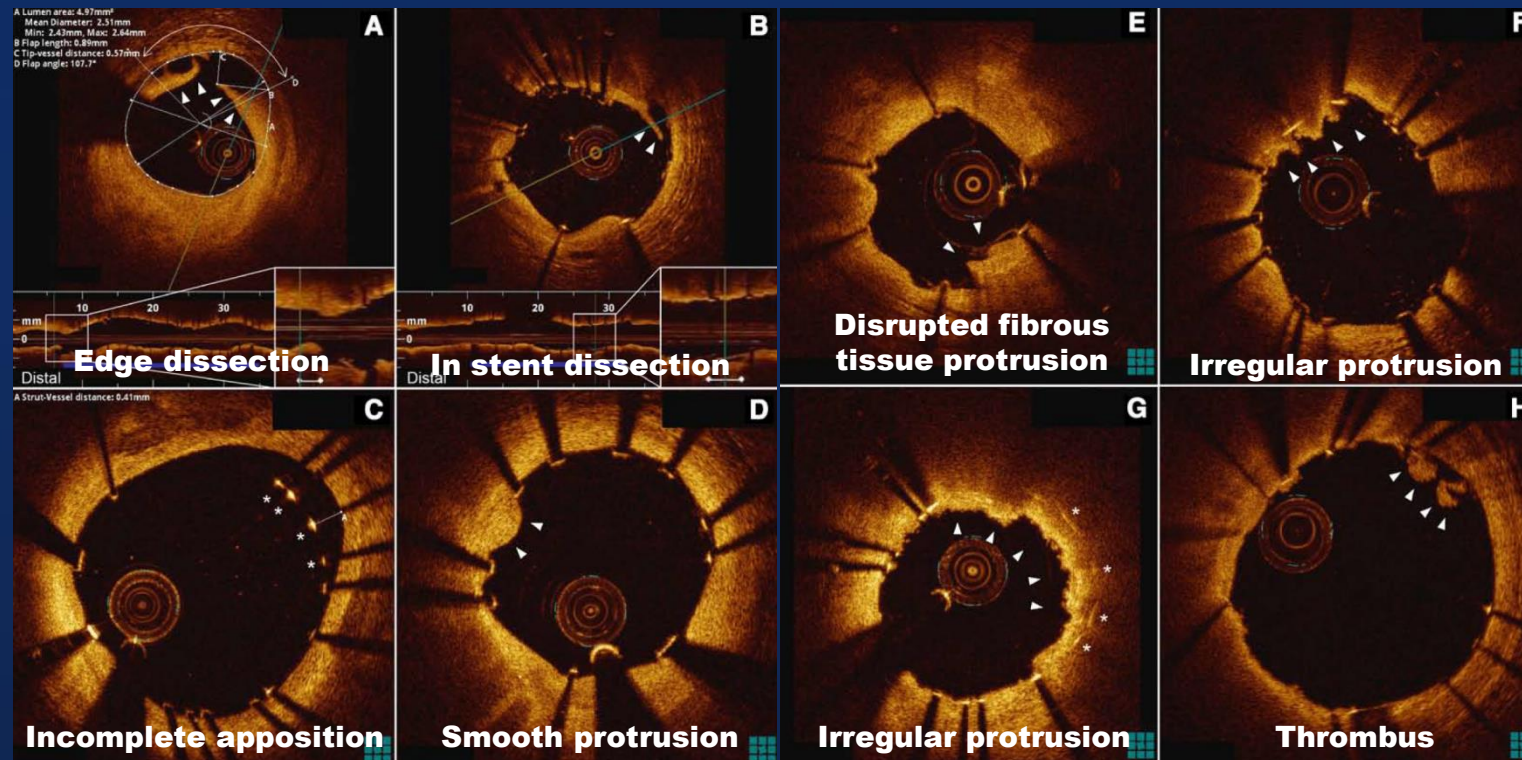 A Lumen area: 4.97mm²
Mean Diameter: 2.51mm
Min: 2.43mm, Max: 2.64mm
B Flap length: 0.89mm
C Tip-vessel distance: 0.57mm
D Flap angle: 107.7°
A
C
D
B
A
10 20 30
mm
0
Edge dissection
Distal
B
10 20 30
mm
0
In stent dissection
Distal
E
Disrupted fibrous
tissue protrusion
F
Irregular protrusion
A Strut-Vessel distance: 0.41mm
C
* * * *
A
Incomplete apposition
D
Smooth protrusion
G
* * * *
Irregular protrusion
H
Thrombus